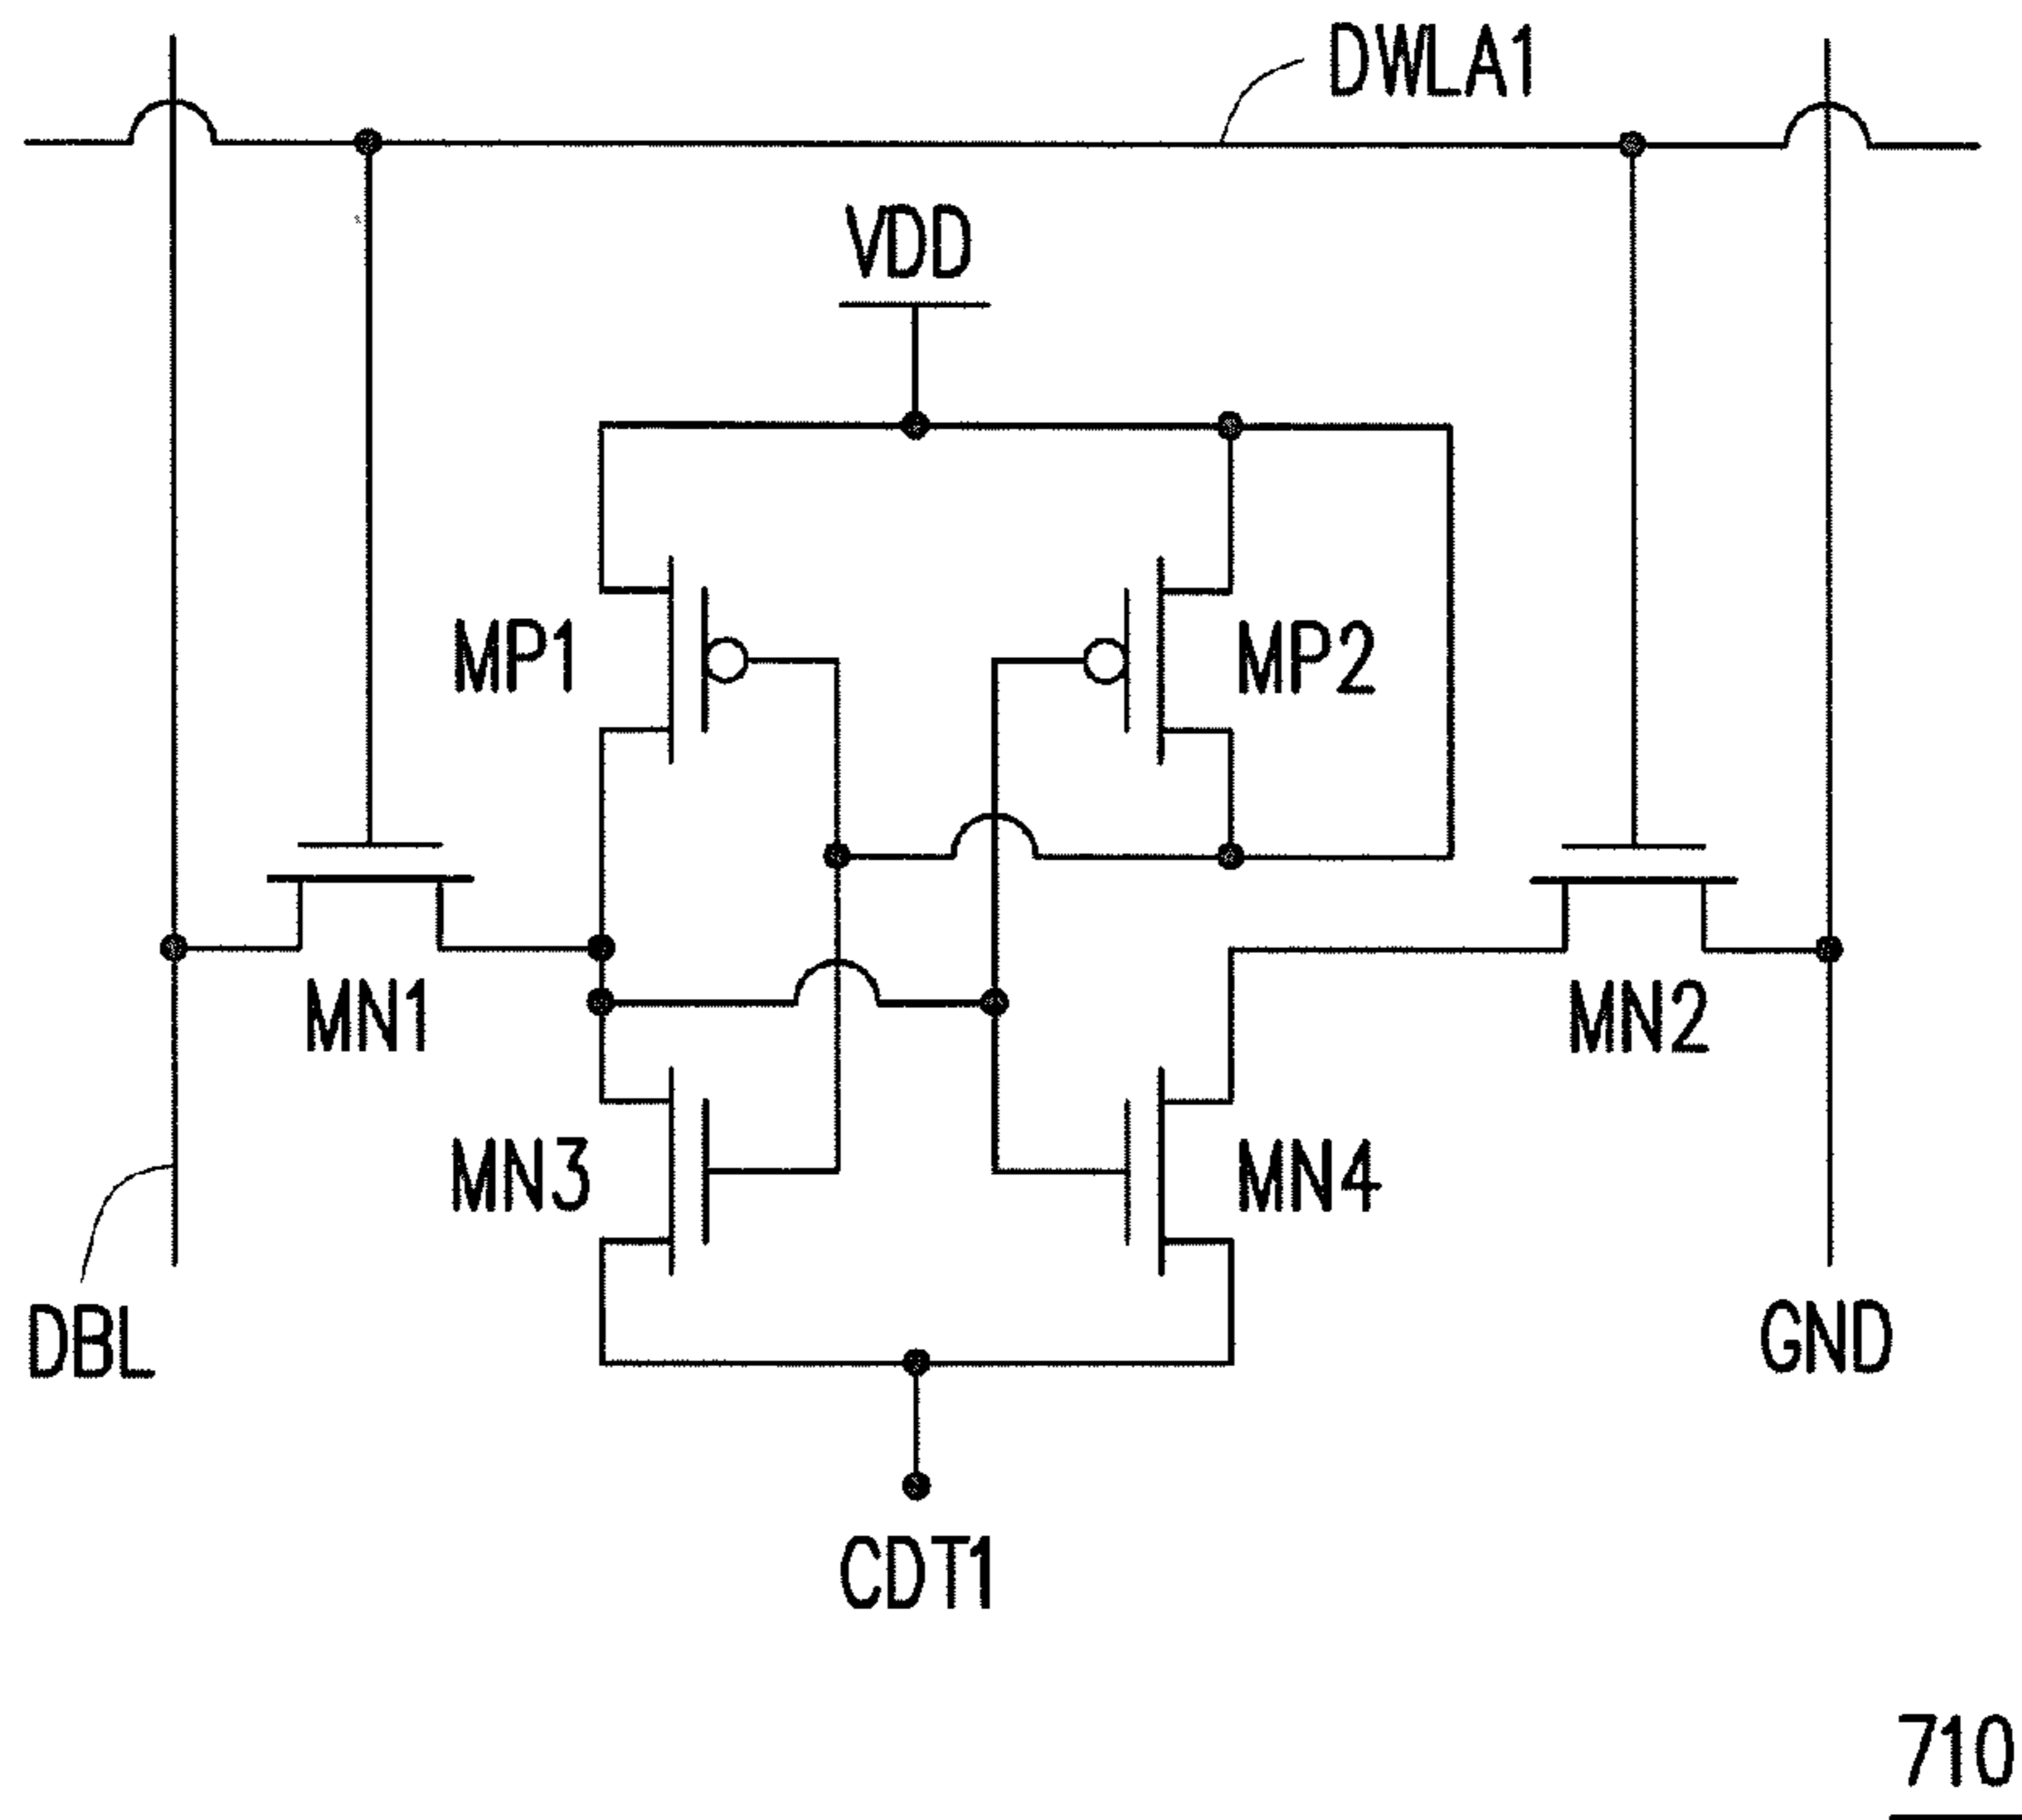 DWLA1
VDD
MP1
MP2
MN1
MN2
MN3
MN4
DBL
GND
CDT1
710